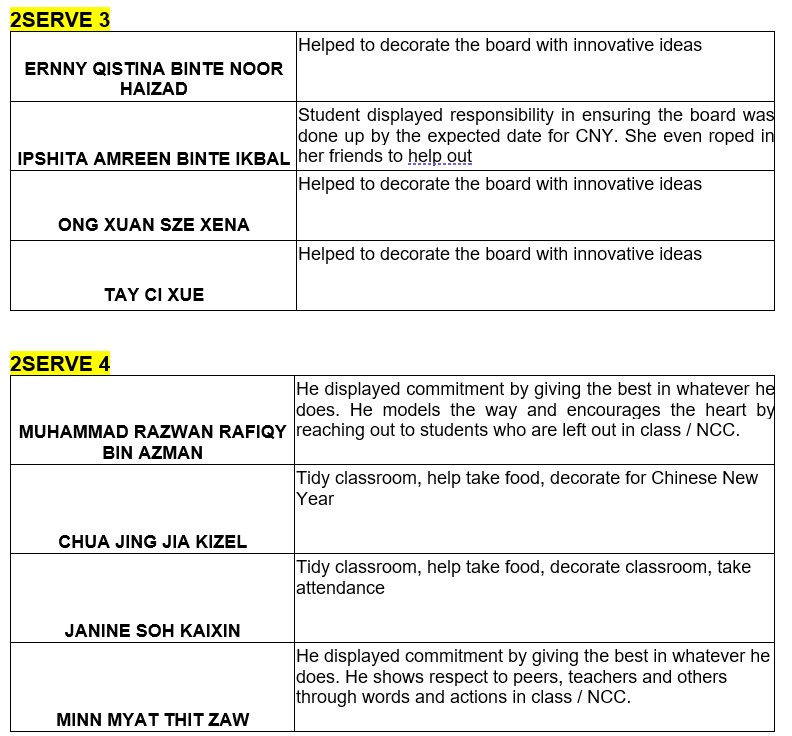 2SERVE 3
ERNNY QISTINA BINTE NOOR
HAIZAD
Helped to decorate the board with innovative ideas
IPSHITA AMREEN BINTE IKBAL
Student displayed responsibility in ensuring the board was
done up by the expected date for CNY. She even roped in
her friends to help out
ONG XUAN SZE XENA
Helped to decorate the board with innovative ideas
TAY CI XUE
Helped to decorate the board with innovative ideas
2SERVE 4
MUHAMMAD RAZWAN RAFIQY
BIN AZMAN
He displayed commitment by giving the best in whatever he
does. He models the way and encourages the heart by
reaching out to students who are left out in class / NCC.
CHUA JING JIA KIZEL
Tidy classroom, help take food, decorate for Chinese New
Year
JANINE SOH KAIXIN
Tidy classroom, help take food, decorate classroom, take
attendance
MINN MYAT THIT ZAW
He displayed commitment by giving the best in whatever he
does. He shows respect to peers, teachers and others
through words and actions in class / NCC.